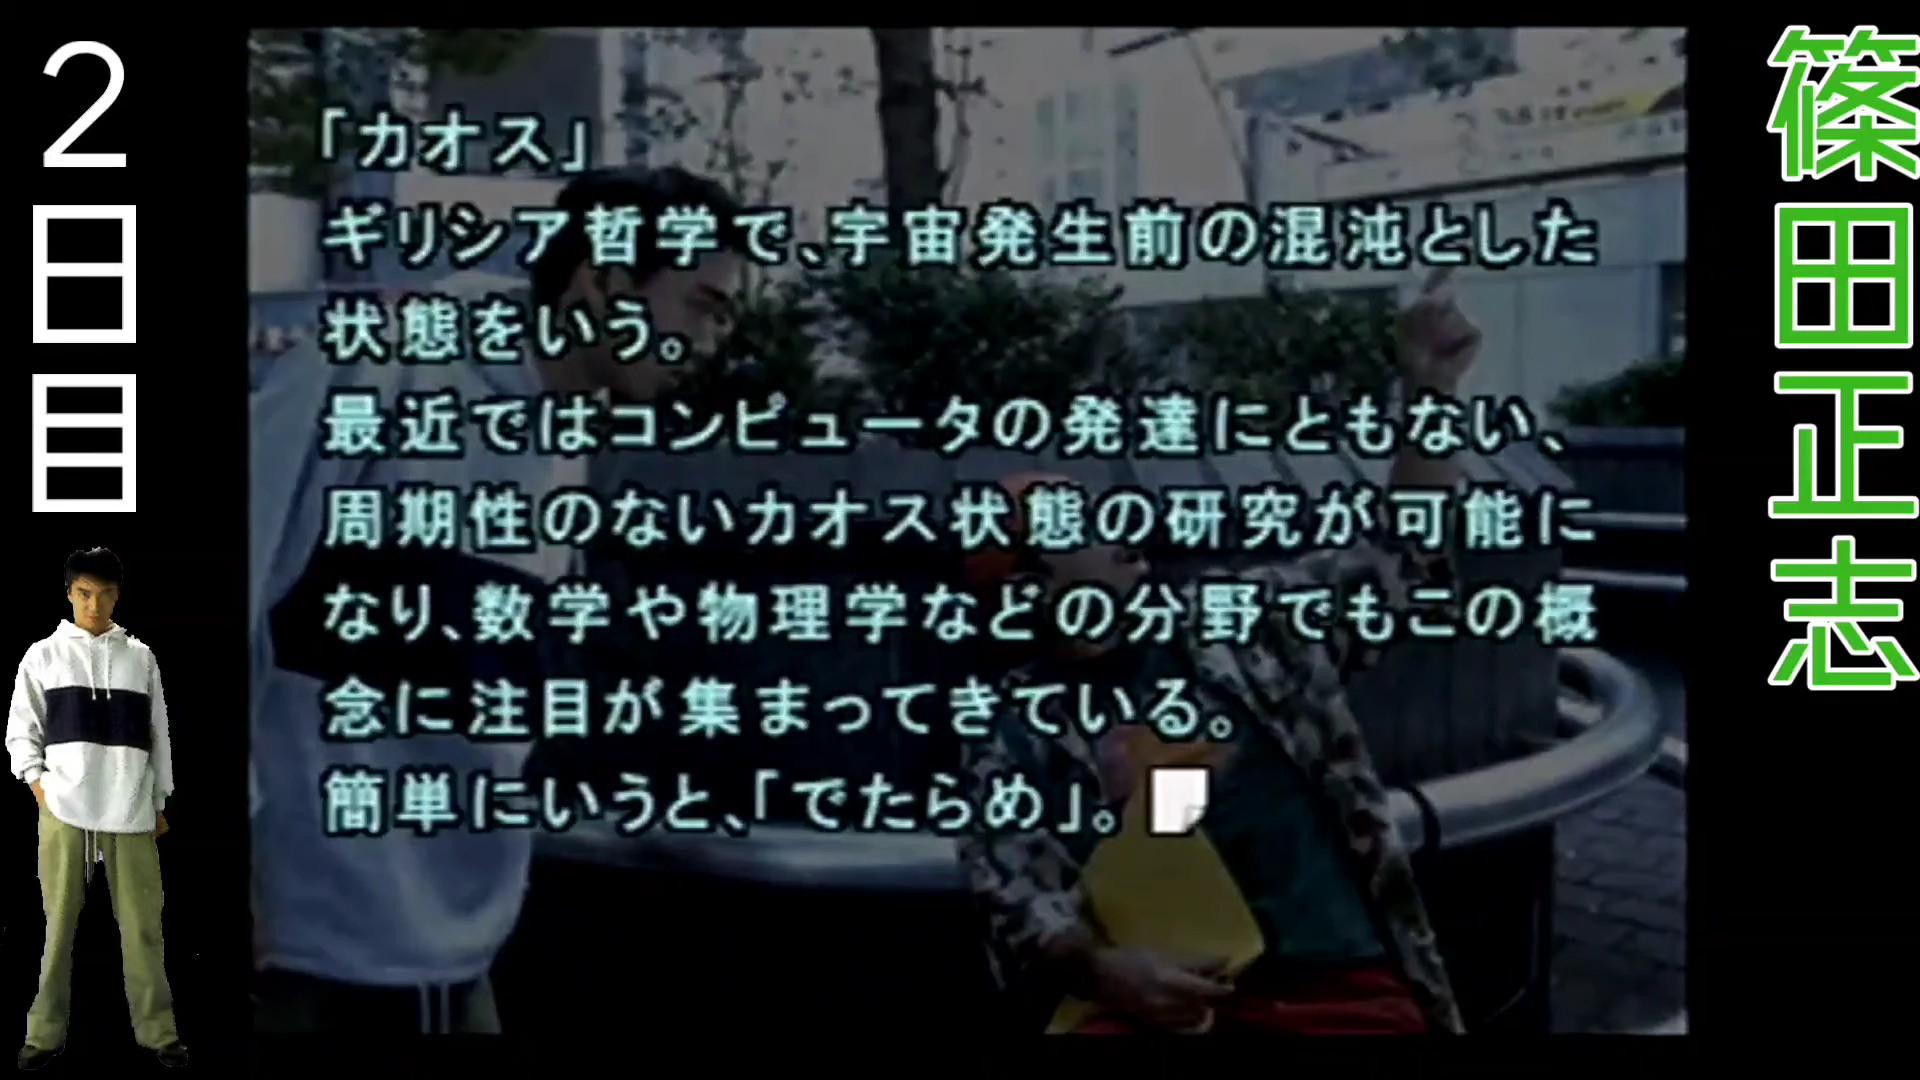 2日目
「カオス」
ギリシア哲学で、宇宙発生前の混沌とした
状態をいう。
最近ではコンピュータの発達にともない、
周期性のないカオス状態の研究が可能に
なり、数学や物理学などの分野でもこの概
念に注目が集まってきている。
簡単にいうと、「でたらめ」。
篠田正志